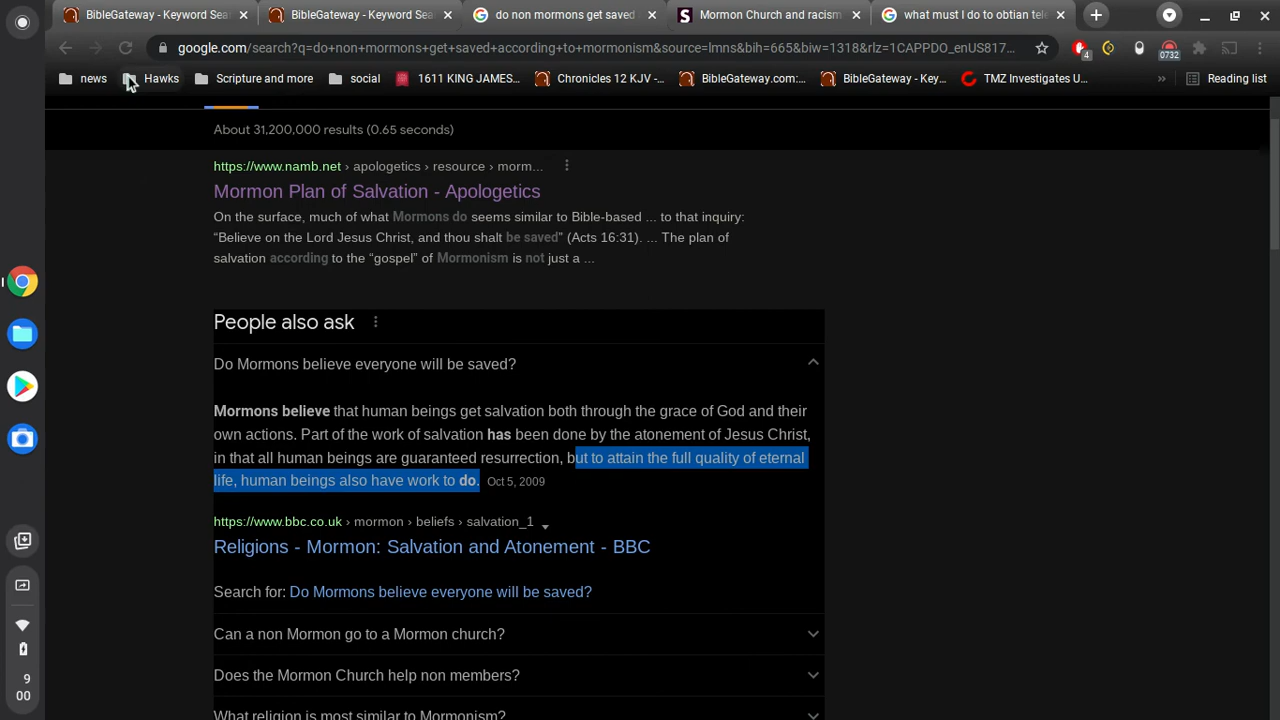 BibleGateway - Keyword Sea
BibleGateway - Keyword Sea
do non mormons get saved
Mormon Church and racism
what must I do to obtian tele
google.com/search?q=do+non+mormons+get+saved+according+to+mormonism&source=lmns&bih=665&biw=1318&rlz=1CAPPDO_enUS817...
4
0732
news
Hawks
Scripture and more
social
1611 KING JAMES...
Chronicles 12 KJV -...
BibleGateway.com:...
BibleGateway - Key...
TMZ Investigates U...
»
Reading list
About 31,200,000 results (0.65 seconds)
https://www.namb.net › apologetics › resource › morm...
Mormon Plan of Salvation - Apologetics
On the surface, much of what Mormons do seems similar to Bible-based ... to that inquiry:
“Believe on the Lord Jesus Christ, and thou shalt be saved” (Acts 16:31). ... The plan of
salvation according to the “gospel” of Mormonism is not just a ...
People also ask
Do Mormons believe everyone will be saved?
Mormons believe that human beings get salvation both through the grace of God and their
own actions. Part of the work of salvation has been done by the atonement of Jesus Christ,
in that all human beings are guaranteed resurrection, but to attain the full quality of eternal
life, human beings also have work to do. Oct 5, 2009
https://www.bbc.co.uk › mormon › beliefs › salvation_1
Religions - Mormon: Salvation and Atonement - BBC
Search for: Do Mormons believe everyone will be saved?
Can a non Mormon go to a Mormon church?
Does the Mormon Church help non members?
What religion is most similar to Mormonism?
9
00